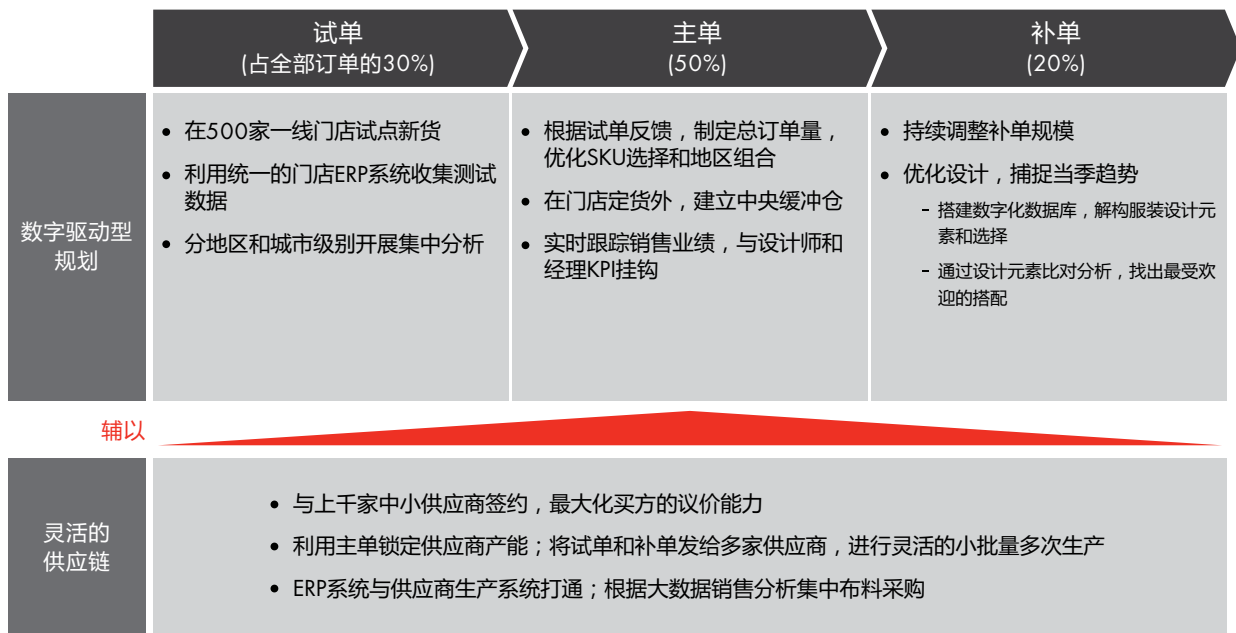 试单
(占全部订单的30%)
主单
(50%)
补单
(20%)
数字驱动型
规划
• 在500家一线门店试点新货
• 利用统一的门店ERP系统收集测试
数据
• 分地区和城市级别开展集中分析
• 根据试单反馈，制定总订单量，
优化SKU选择和地区组合
• 在门店定货外，建立中央缓冲仓
• 实时跟踪销售业绩，与设计师和
经理KPI挂钩
• 持续调整补单规模
• 优化设计，捕捉当季趋势
- 搭建数字化数据库，解构服装设计元
素和选择
- 通过设计元素比对分析，找出最受欢
迎的搭配
辅以
灵活的
供应链
• 与上千家中小供应商签约，最大化买方的议价能力
• 利用主单锁定供应商产能；将试单和补单发给多家供应商，进行灵活的小批量多次生产
• ERP系统与供应商生产系统打通；根据大数据销售分析集中布料采购